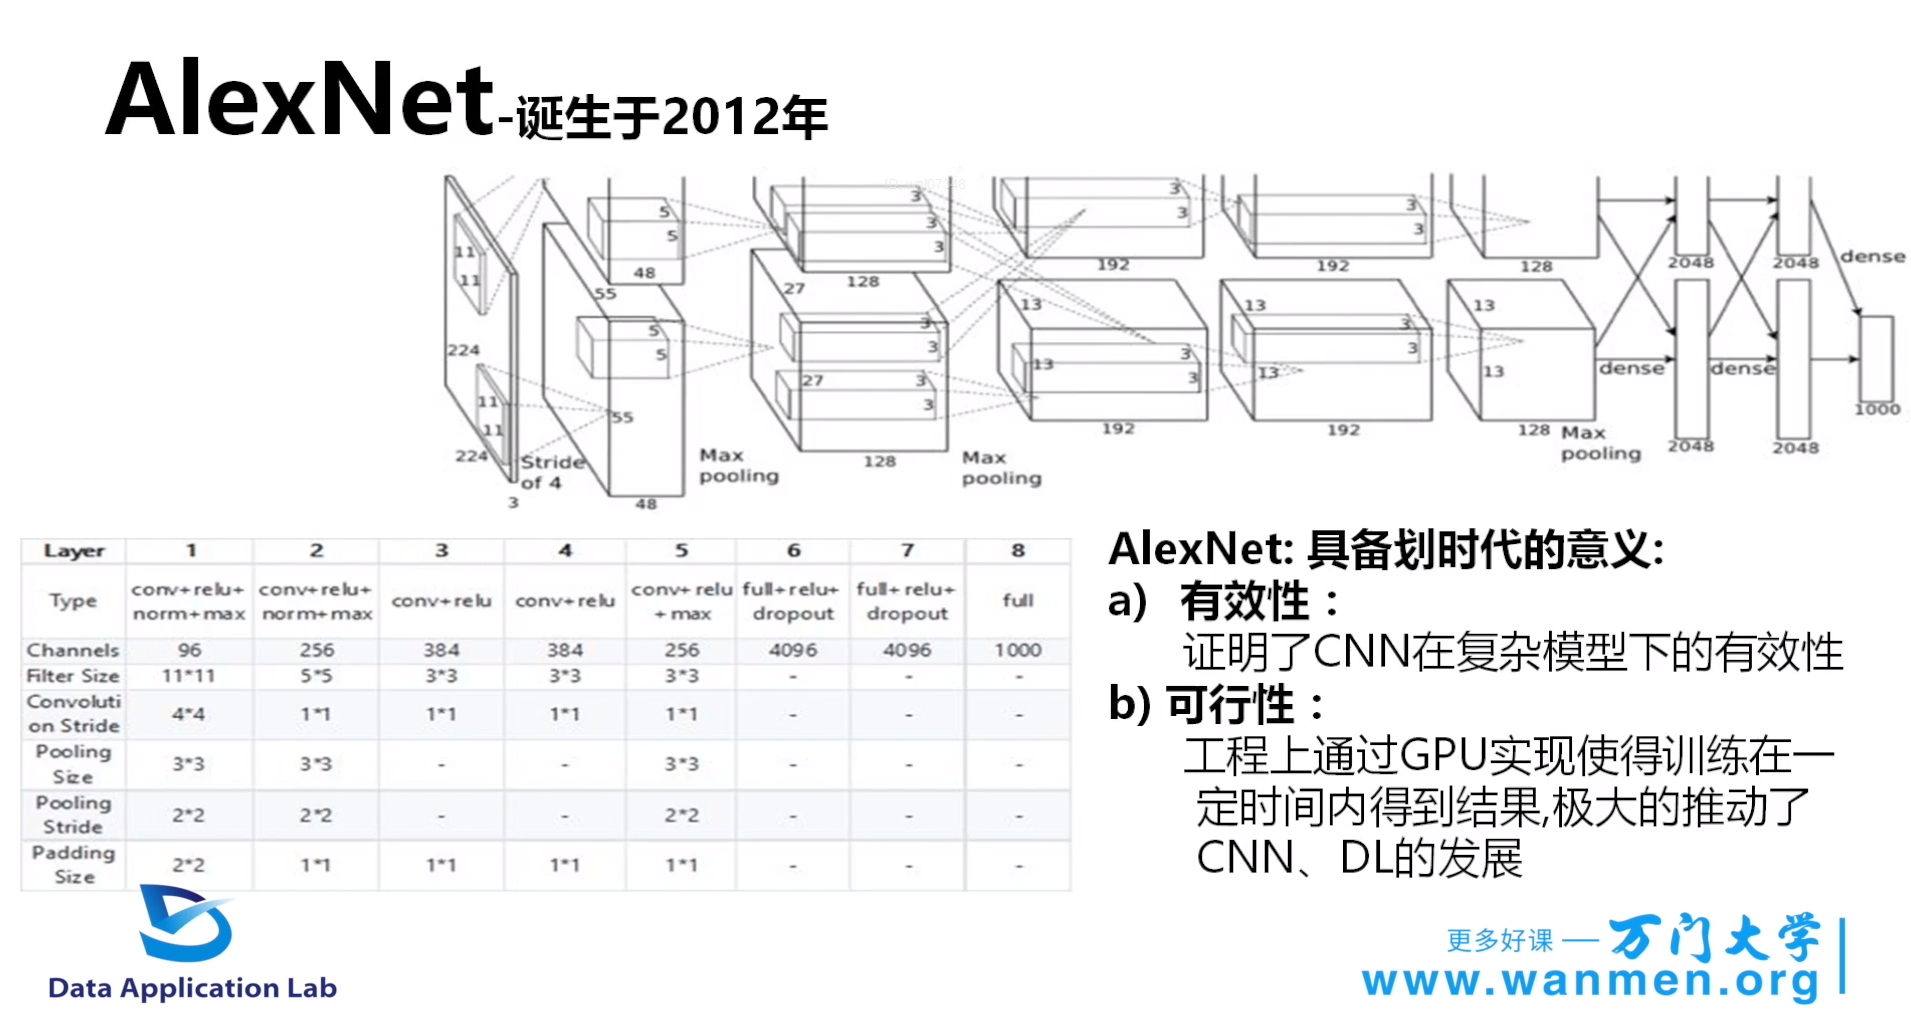 AlexNet-诞生于2012年
5
5
48
55
3
3
3
128
27
3
3
192
3
3
192
128
2048
2048
dense
11
11
224
11
11
224
3
Stride
of 4
5
5
55
48
Max
pooling
3
3
27
3
3
128
Max
pooling
13
13
3
3
192
13
3
3
13
192
13
13
128
Max
pooling
dense
dense
2048
2048
1000
Layer 1 2 3 4 5 6 7 8
Type conv+relu+ norm+max conv+relu+ norm+max conv+relu conv+relu conv+relu +max full+relu+ dropout full+relu+ dropout full
Channels 96 256 384 384 256 4096 4096 1000
Filter Size 11*11 5*5 3*3 3*3 3*3 - - -
Convoluti on Stride 4*4 1*1 1*1 1*1 1*1 - - -
Pooling Size 3*3 3*3 - - 3*3 - - -
Pooling Stride 2*2 2*2 - - 2*2 - - -
Padding Size 2*2 1*1 1*1 1*1 1*1 - - -
AlexNet: 具备划时代的意义:
a) 有效性：
证明了CNN在复杂模型下的有效性
b) 可行性：
工程上通过GPU实现使得训练在一
定时间内得到结果,极大的推动了
CNN、DL的发展
Data Application Lab
更多好课 — 万门大学
www.wanmen.org